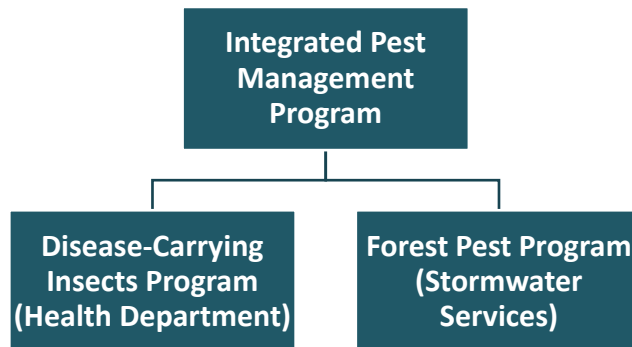 Integrated Pest
Management
Program
Disease-Carrying
Insects Program
(Health Department)
Forest Pest Program
(Stormwater
Services)